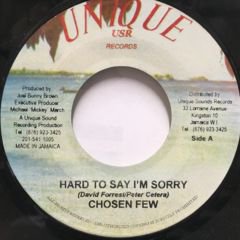 UNIQUE
USR
RECORDS
Produced by
Joel Bunny Brown
Executive Producer
Michael 'Mickey' March
A Unique Sound
Recording Production
Tel: (876) 923-3425
201-541 1005
MADE IN JAMAICA
Distributed by
Unique Sounds Records
32 Lorraine Avenue
Kingston 10
Jamaica W.I.
Tel: (876) 923-3425
Side A
HARD TO SAY I'M SORRY
(David Forrest/Peter Cetera)
CHOSEN FEW